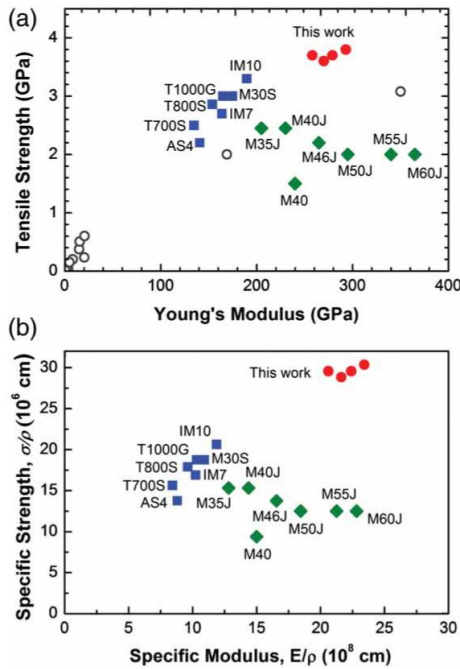 (a)
This work
IM10
T1000G
M30S
T800S
IM7
T700S
M35J
M40J
AS4
M46J
M55J
M50J
M60J
M40
Tensile Strength (GPa)
4
3
2
1
0
0 100 200 300 400
Young's Modulus (GPa)
(b)
This work
IM10
T1000G
M30S
T800S
IM7
M40J
T700S
M35J
AS4
M46J
M55J
M50J
M60J
M40
Specific Strength, σ/ρ (10⁶ cm)
30
25
20
15
10
5
0
0 5 10 15 20 25 30
Specific Modulus, E/ρ (10⁸ cm)